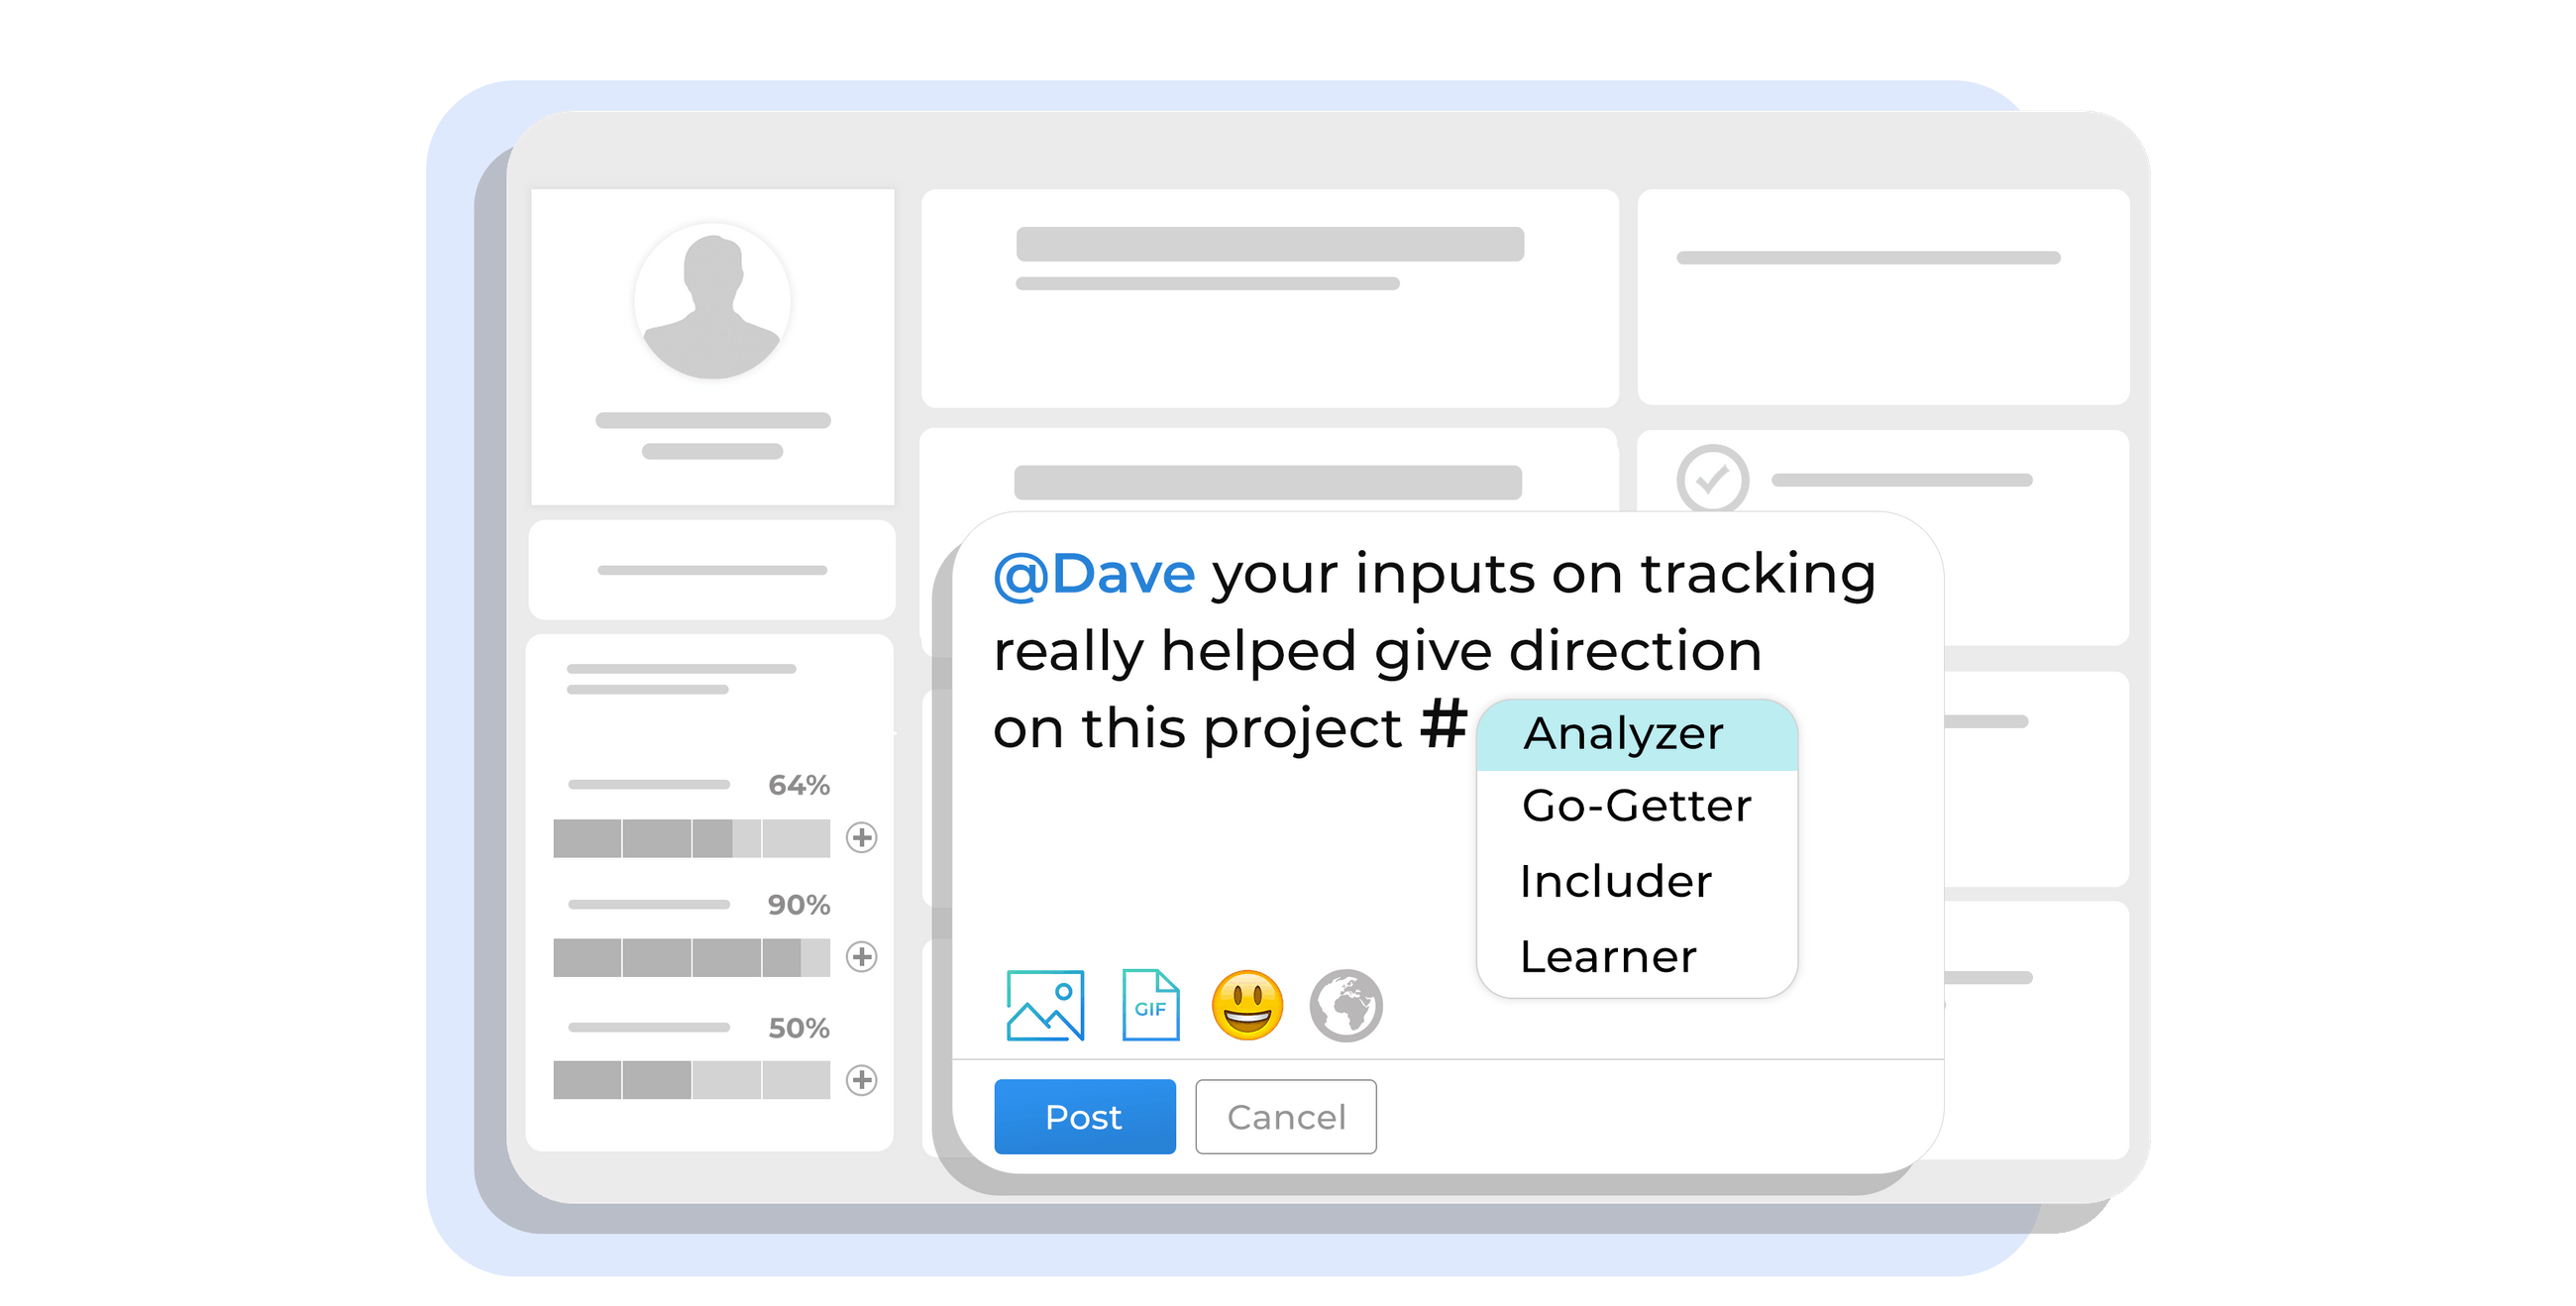 @Dave your inputs on tracking
really helped give direction
on this project #
Analyzer
Go-Getter
Includer
Learner
64%
90%
50%
GIF
Post
Cancel